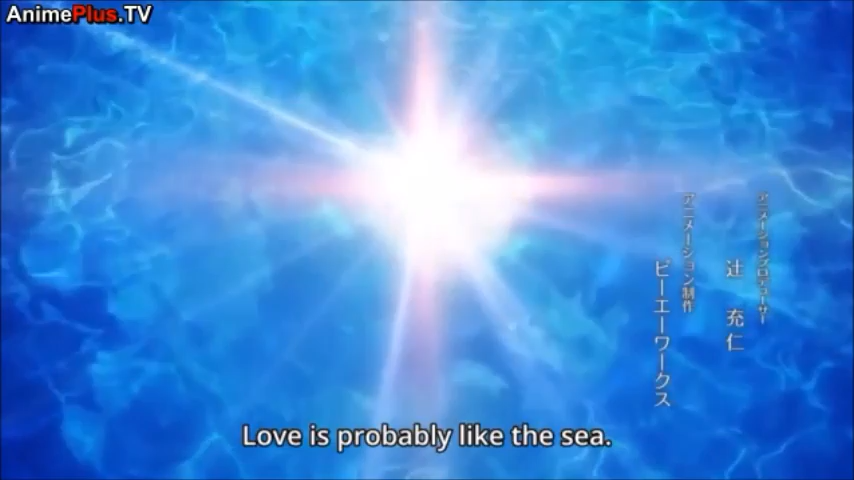 AnimePlus.TV
アニメーションプロデューサー
辻 充仁
アニメーション制作
ピーエーワークス
Love is probably like the sea.